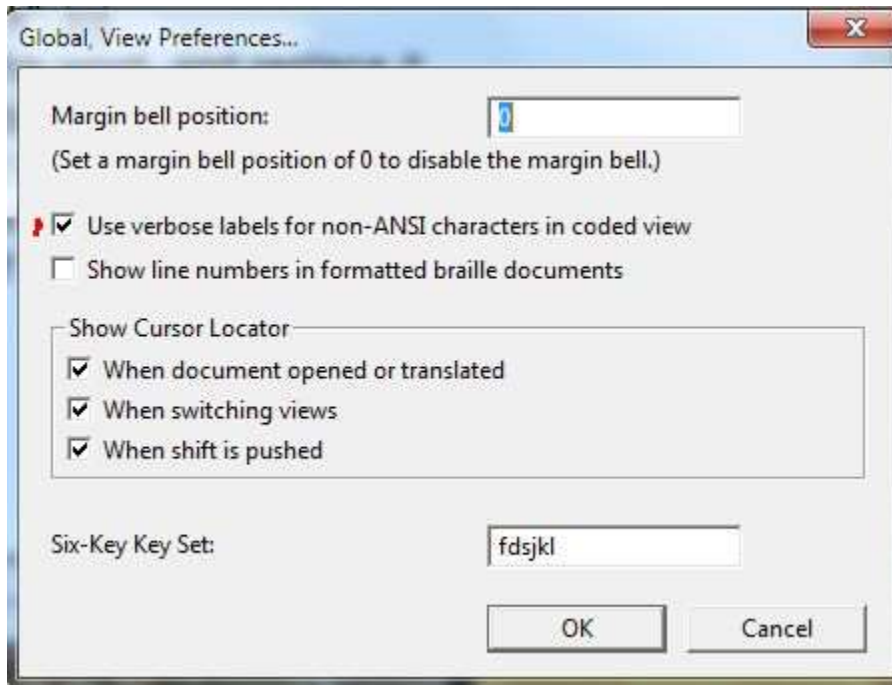 Global, View Preferences...
Margin bell position:
0
(Set a margin bell position of 0 to disable the margin bell.)
Use verbose labels for non-ANSI characters in coded view
Show line numbers in formatted braille documents
Show Cursor Locator
When document opened or translated
When switching views
When shift is pushed
Six-Key Key Set:
fdsjkl
OK
Cancel